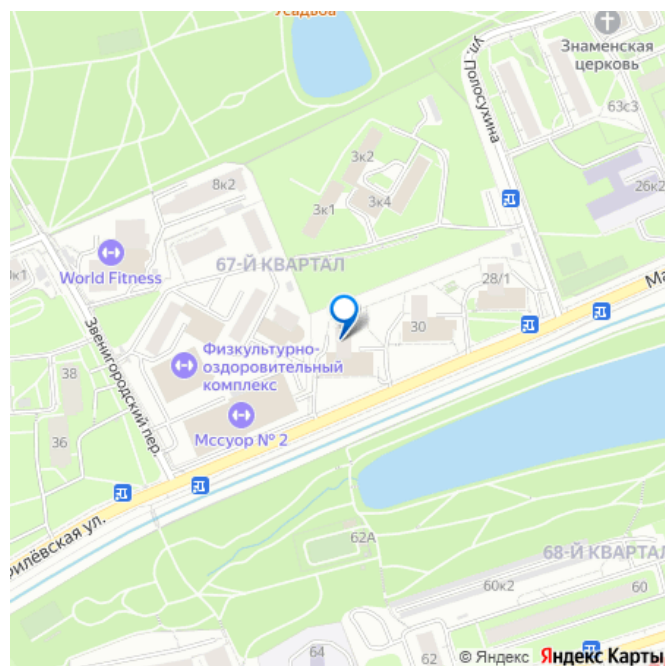 Усадьба
Знаменская
церковь
ул. Полосухина
63с3
3к2
8к2
3к4
3к1
26к2
World Fitness
67-Й КВАРТАЛ
28/1
30
Звенигородский пер.
Физкультурно-
оздоровительный
комплекс
38
Мссуор № 2
36
62А
68-Й КВАРТАЛ
60к2
60
64
62
© Яндекс Яндекс Карты